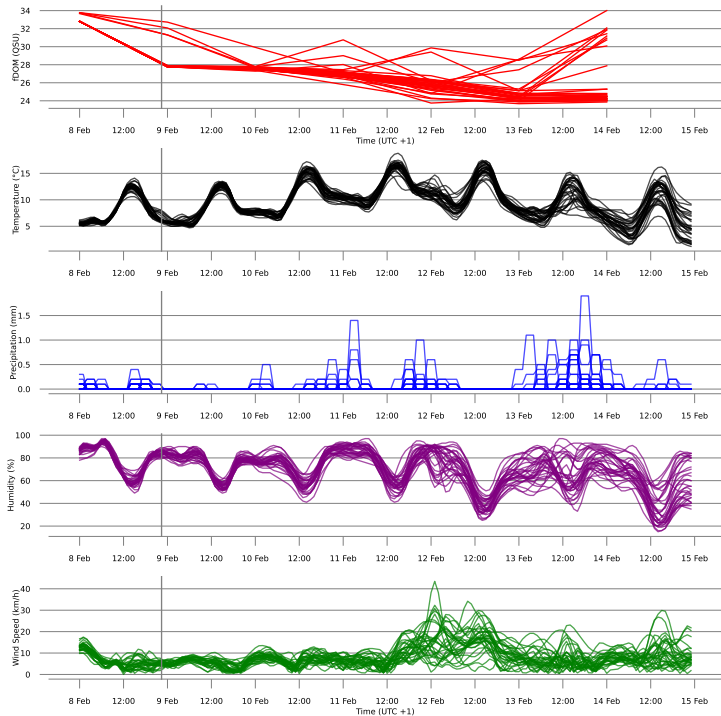 34
32
30
28
26
24
fDOM (QSU)
8 Feb 12:00 9 Feb 12:00 10 Feb 12:00 11 Feb 12:00 12 Feb 12:00 13 Feb 12:00 14 Feb 12:00 15 Feb
Time (UTC +1)
15
10
5
Temperature (°C)
8 Feb 12:00 9 Feb 12:00 10 Feb 12:00 11 Feb 12:00 12 Feb 12:00 13 Feb 12:00 14 Feb 12:00 15 Feb
1.5
1.0
0.5
0.0
Precipitation (mm)
8 Feb 12:00 9 Feb 12:00 10 Feb 12:00 11 Feb 12:00 12 Feb 12:00 13 Feb 12:00 14 Feb 12:00 15 Feb
100
80
60
40
20
Humidity (%)
8 Feb 12:00 9 Feb 12:00 10 Feb 12:00 11 Feb 12:00 12 Feb 12:00 13 Feb 12:00 14 Feb 12:00 15 Feb
40
30
20
10
0
Wind Speed (km/h)
8 Feb 12:00 9 Feb 12:00 10 Feb 12:00 11 Feb 12:00 12 Feb 12:00 13 Feb 12:00 14 Feb 12:00 15 Feb
Time (UTC +1)